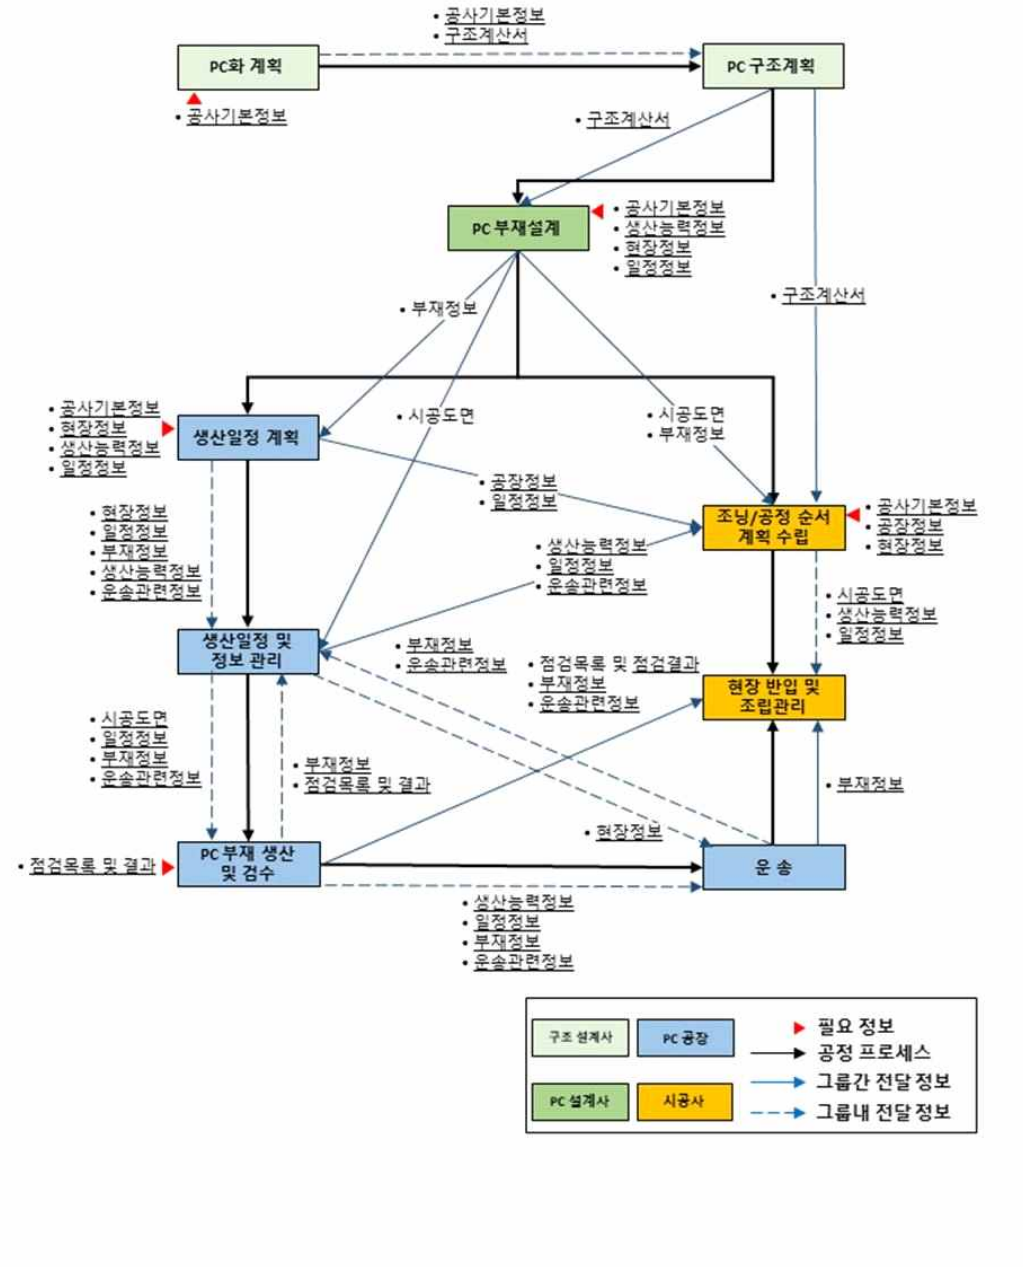 • 공사기본정보
• 구조계산서
PC화 계획
PC 구조계획
• 공사기본정보
• 구조계산서
PC 부재설계
• 공사기본정보
• 생산능력정보
• 현장정보
• 일정정보
• 구조계산서
• 부재정보
• 공사기본정보
• 현장정보
• 생산능력정보
• 일정정보
생산일정 계획
• 시공도면
• 시공도면
• 부재정보
• 공장정보
• 일정정보
조닝/공정 순서
계획 수립
• 공사기본정보
• 공장정보
• 현장정보
• 현장정보
• 일정정보
• 부재정보
• 생산능력정보
• 운송관련정보
• 생산능력정보
• 일정정보
• 운송관련정보
• 시공도면
• 생산능력정보
• 일정정보
생산일정 및
정보 관리
• 부재정보
• 운송관련정보
• 점검목록 및 점검결과
• 부재정보
• 운송관련정보
현장 반입 및
조립관리
• 시공도면
• 일정정보
• 부재정보
• 운송관련정보
• 부재정보
• 점검목록 및 결과
• 부재정보
• 현장정보
• 점검목록 및 결과
PC 부재 생산
및 검수
운 송
• 생산능력정보
• 일정정보
• 부재정보
• 운송관련정보
구조 설계사
PC 공장
PC 설계사
시공사
필요 정보
공정 프로세스
그룹간 전달 정보
그룹내 전달 정보